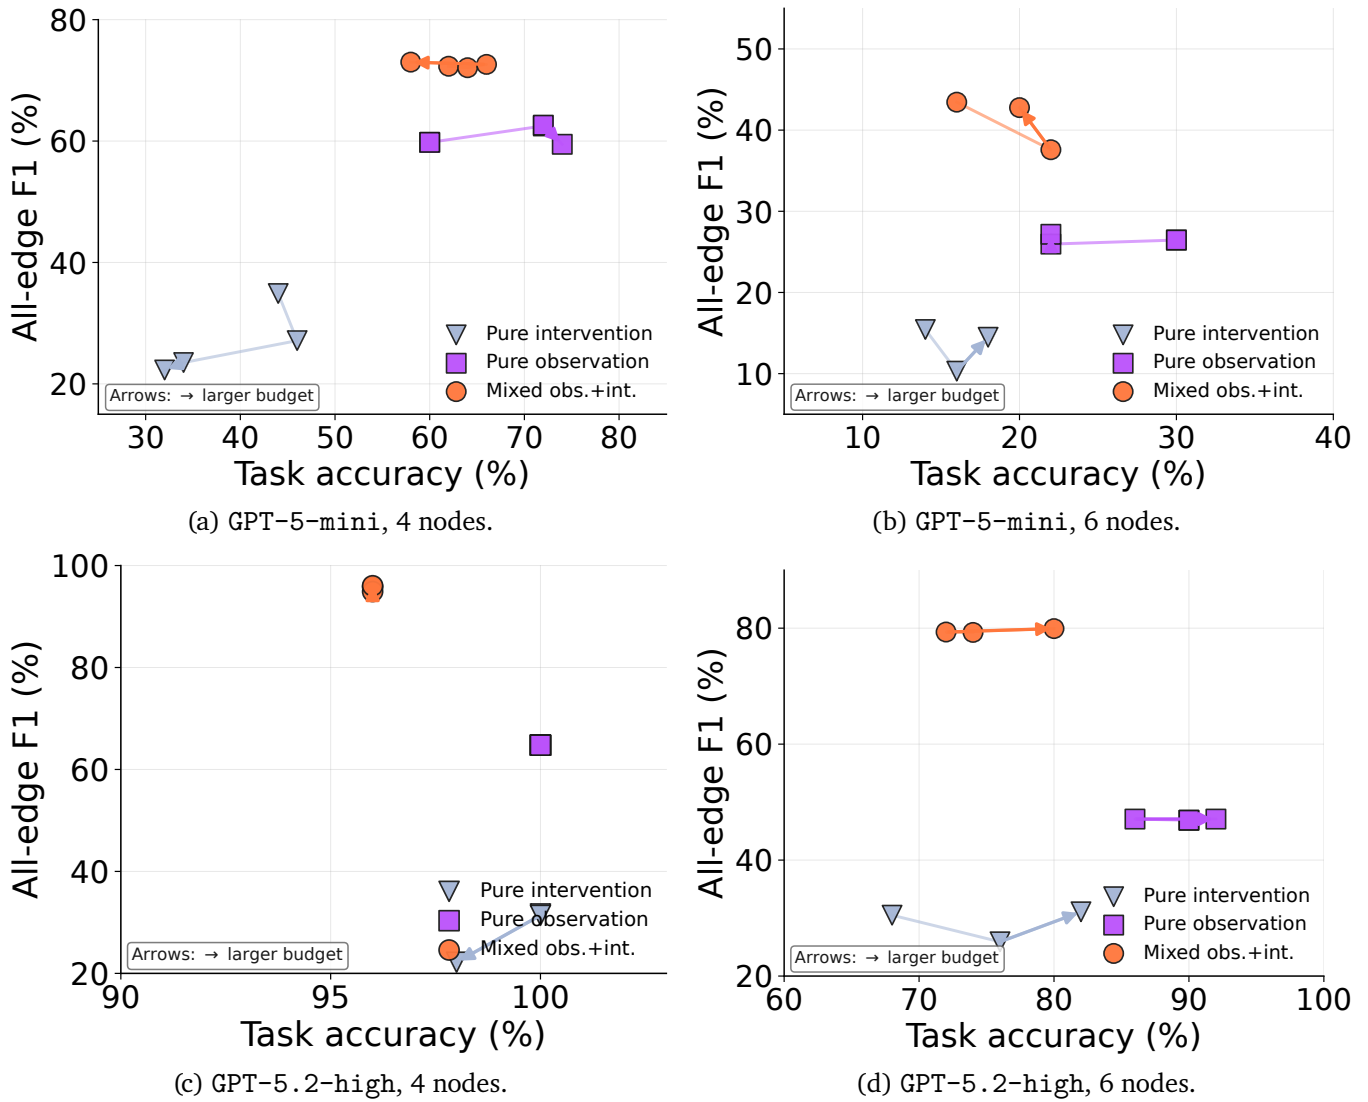 80
60
40
20
All-edge F1 (%)
Pure intervention
Pure observation
Mixed obs.+int.
Arrows: → larger budget
30 40 50 60 70 80
Task accuracy (%)
(a) GPT-5-mini, 4 nodes.
50
40
30
20
10
All-edge F1 (%)
Pure intervention
Pure observation
Mixed obs.+int.
Arrows: → larger budget
10 20 30 40
Task accuracy (%)
(b) GPT-5-mini, 6 nodes.
100
80
60
40
20
All-edge F1 (%)
Pure intervention
Pure observation
Mixed obs.+int.
Arrows: → larger budget
90 95 100
Task accuracy (%)
(c) GPT-5.2-high, 4 nodes.
80
60
40
20
All-edge F1 (%)
Pure intervention
Pure observation
Mixed obs.+int.
Arrows: → larger budget
60 70 80 90 100
Task accuracy (%)
(d) GPT-5.2-high, 6 nodes.